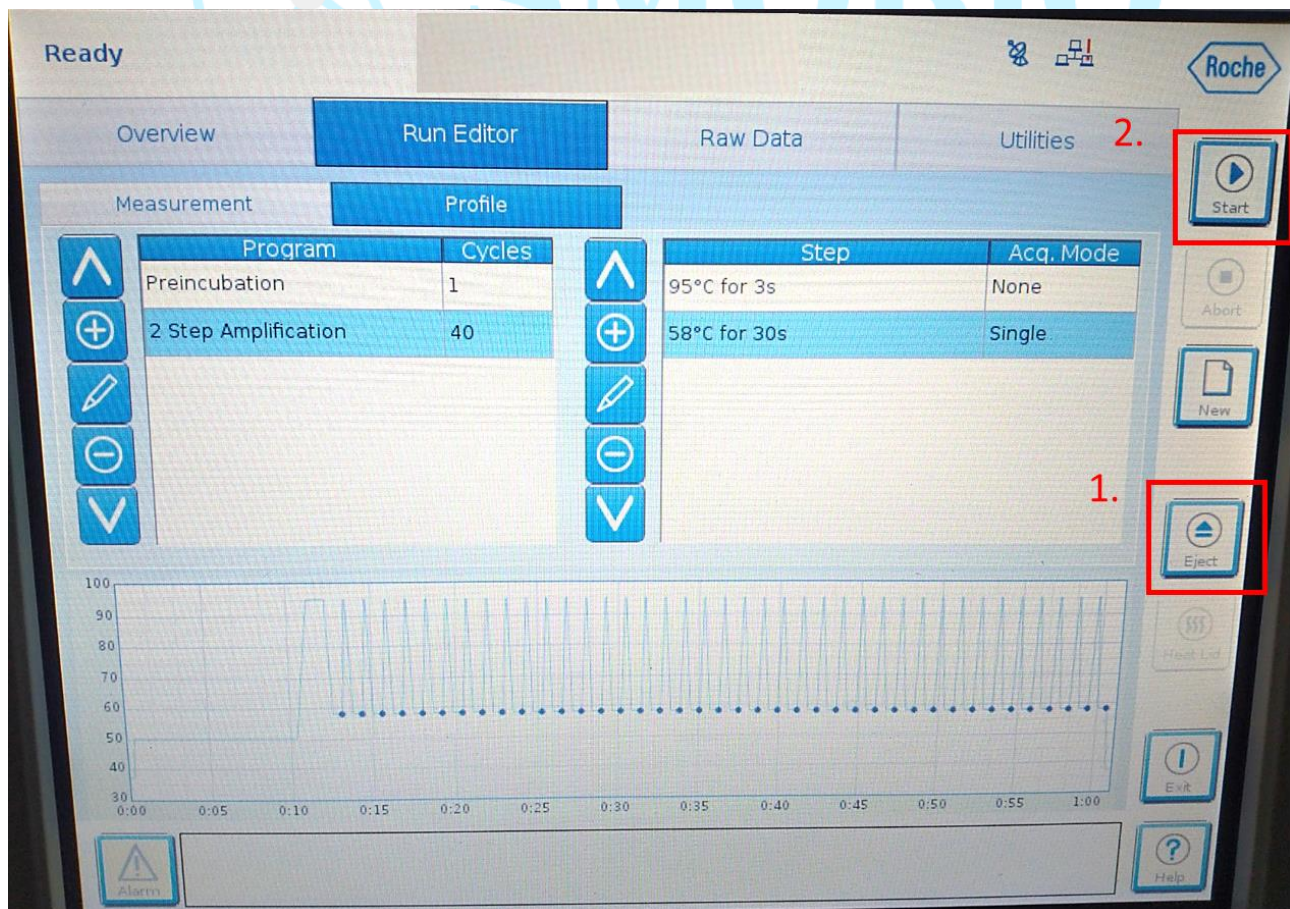 Ready
Roche
Overview Run Editor Raw Data Utilities 2.
Start
Measurement Profile
Program Cycles Step Acq. Mode
Preincubation 1 95°C for 3s None
Abort
2 Step Amplification 40 58°C for 30s Single
New
1.
Eject
100
90
80
70
60
50
40
30
Heat Lid
0:00 0:05 0:10 0:15 0:20 0:25 0:30 0:35 0:40 0:45 0:50 0:55 1:00
Exit
Alarm
Help